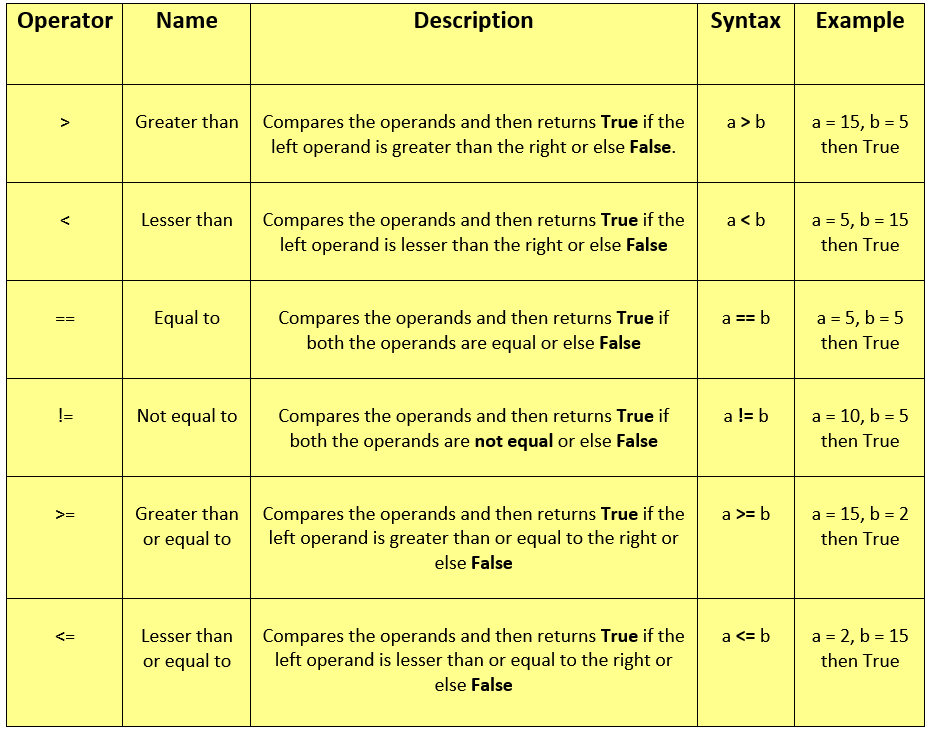 Operator Name Description Syntax Example
> Greater than Compares the operands and then returns True if the a > b a = 15, b = 5
left operand is greater than the right or else False. then True
< Lesser than Compares the operands and then returns True if the a < b a = 5, b = 15
left operand is lesser than the right or else False then True
== Equal to Compares the operands and then returns True if a == b a = 5, b = 5
both the operands are equal or else False then True
!= Not equal to Compares the operands and then returns True if a != b a = 10, b = 5
both the operands are not equal or else False then True
>= Greater than Compares the operands and then returns True if the a >= b a = 15, b = 2
or equal to left operand is greater than or equal to the right or then True
else False
<= Lesser than Compares the operands and then returns True if the a <= b a = 2, b = 15
or equal to left operand is lesser than or equal to the right or then True
else False